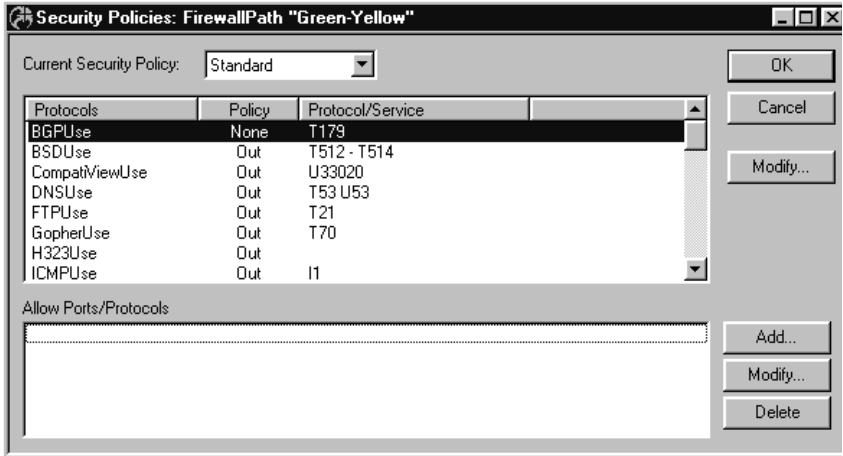 Security Policies: FirewallPath "Green-Yellow"
Current Security Policy: Standard
OK
Protocols Policy Protocol/Service
Cancel
BGPUse None T179
BSDUse Out T512 - T514
CompatiViewUse Out U33020
Modify...
DNSUse Out T53 U53
FTPUse Out T21
GopherUse Out T70
H323Use Out
ICMPUse Out I1
Allow Ports/Protocols
Add...
Modify...
Delete